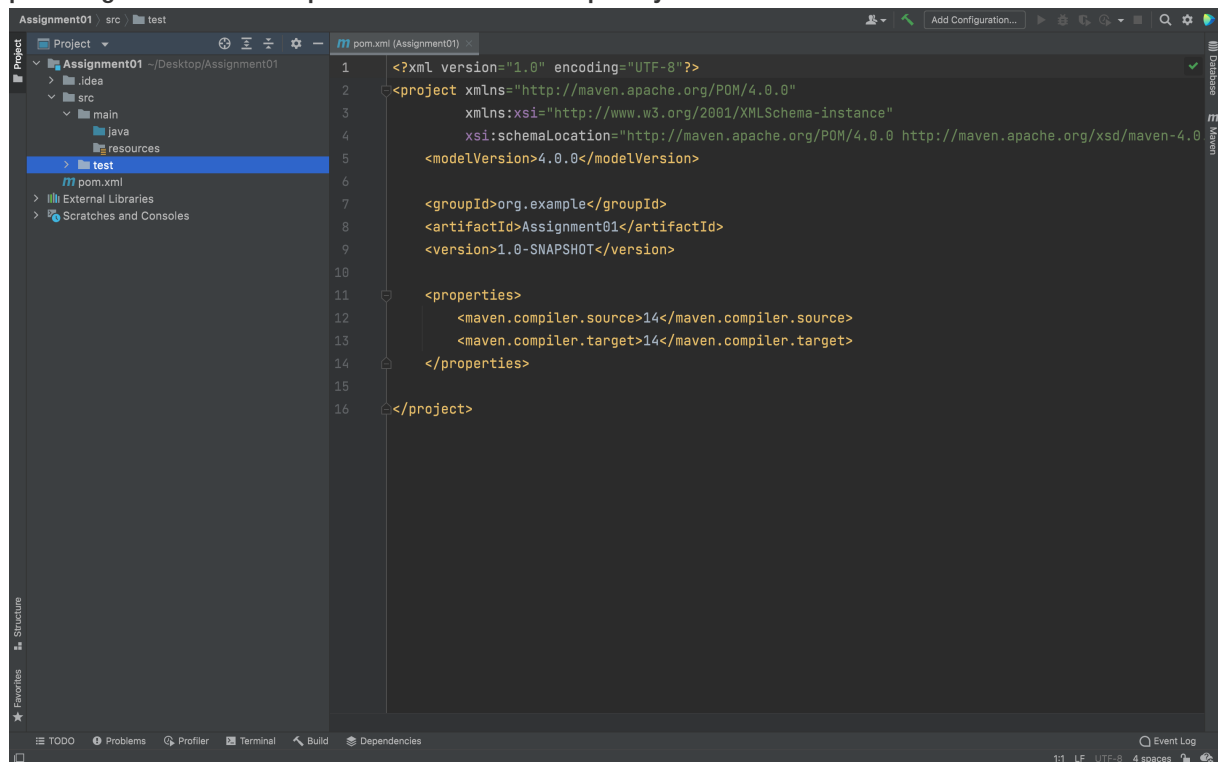 Assignment01 src test
Add Configuration...
Project
Project
pom.xml (Assignment01)
Assignment01 ~/Desktop/Assignment01
.idea
src
main
java
resources
test
pom.xml
External Libraries
Scratches and Consoles
1 <?xml version="1.0" encoding="UTF-8"?>
2 <project xmlns="http://maven.apache.org/POM/4.0.0"
3 xmlns:xsi="http://www.w3.org/2001/XMLSchema-instance"
4 xsi:schemaLocation="http://maven.apache.org/POM/4.0.0 http://maven.apache.org/xsd/maven-4.0
5 <modelVersion>4.0.0</modelVersion>
6
7 <groupId>org.example</groupId>
8 <artifactId>Assignment01</artifactId>
9 <version>1.0-SNAPSHOT</version>
10
11 <properties>
12 <maven.compiler.source>14</maven.compiler.source>
13 <maven.compiler.target>14</maven.compiler.target>
14 </properties>
15
16 </project>
Database
m Maven
Structure
Favorites
TODO Problems Profiler Terminal Build Dependencies
Event Log
1:1 LF UTF-8 4 spaces